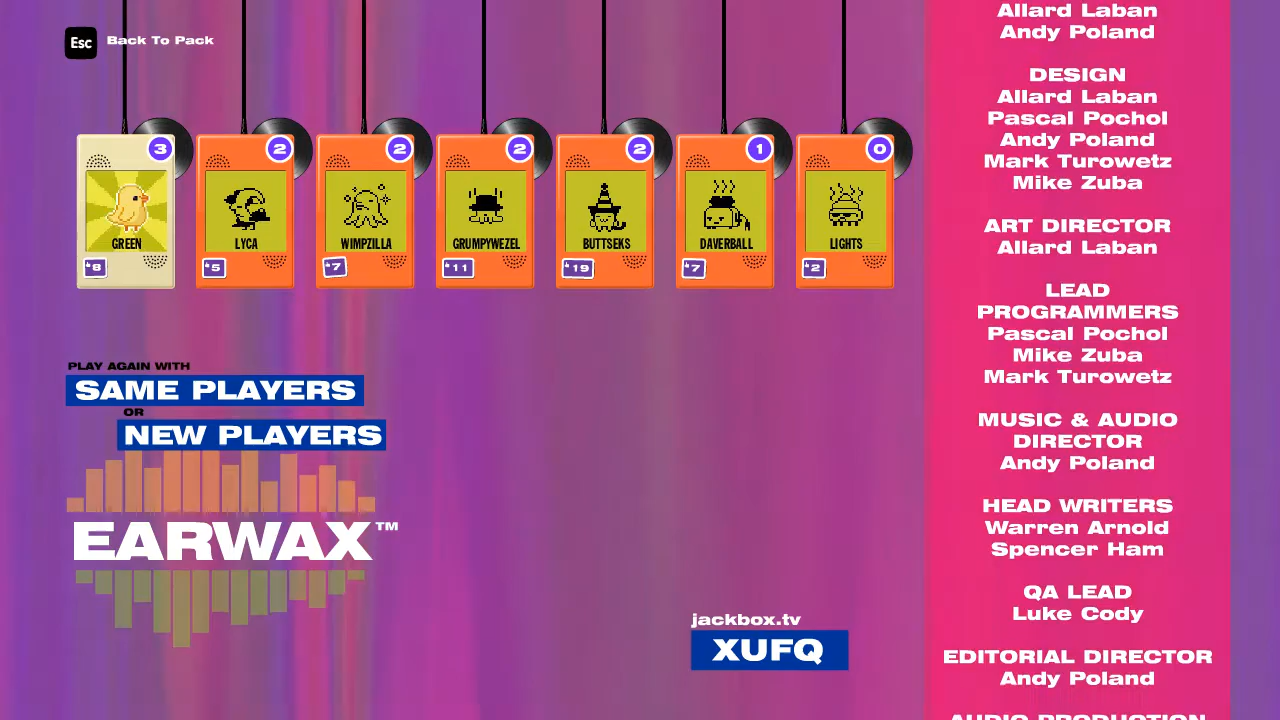 Esc Back To Pack
3
2
2
2
2
1
0
GREEN
LYCA
WIMPZILLA
GRUMPYWEZEL
BUTTSEKS
DAVERBALL
LIGHTS
5
7
11
19
7
2
PLAY AGAIN WITH
SAME PLAYERS
OR
NEW PLAYERS
EARWAX™
jackbox.tv
XUFQ
Allard Laban
Andy Poland
DESIGN
Allard Laban
Pascal Pochol
Andy Poland
Mark Turowetz
Mike Zuba
ART DIRECTOR
Allard Laban
LEAD
PROGRAMMERS
Pascal Pochol
Mike Zuba
Mark Turowetz
MUSIC & AUDIO
DIRECTOR
Andy Poland
HEAD WRITERS
Warren Arnold
Spencer Ham
QA LEAD
Luke Cody
EDITORIAL DIRECTOR
Andy Poland
AUDIO PRODUCTION